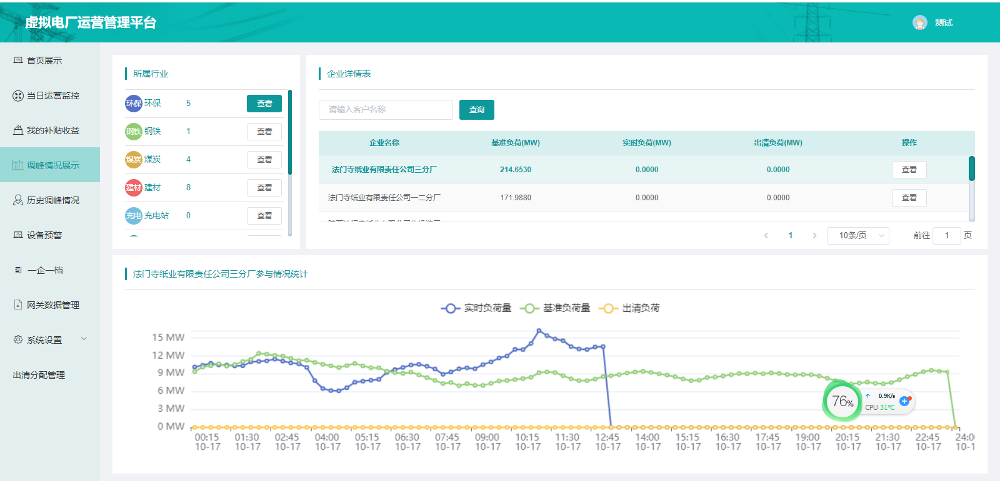 虚拟电厂运营管理平台
测试
首页展示
当日运营监控
我的补贴收益
调峰情况展示
历史调峰情况
设备预警
一企一档
网关数据管理
系统设置
出清分配管理
所属行业
环保 环保 5 查看
钢铁 钢铁 1 查看
煤炭 煤炭 4 查看
建材 建材 8 查看
充电 充电站 0 查看
企业详情表
请输入客户名称 查询
企业名称 基准负荷(MW) 实时负荷(MW) 出清负荷(MW) 操作
法门寺纸业有限责任公司三分厂 214.6530 0.0000 0.0000 查看
法门寺纸业有限责任公司一二分厂 171.9880 0.0000 0.0000 查看
1 10条/页 前往 1 页
法门寺纸业有限责任公司三分厂参与情况统计
实时负荷量 基准负荷量 出清负荷
15 MW
12 MW
9 MW
6 MW
3 MW
0 MW
00:15 01:30 02:45 04:00 05:15 06:30 07:45 09:00 10:15 11:30 12:45 14:00 15:15 16:30 17:45 19:00 20:15 21:30 22:45 24:0
10-17 10-17 10-17 10-17 10-17 10-17 10-17 10-17 10-17 10-17 10-17 10-17 10-17 10-17 10-17 10-17 10-17 10-17 10-17 10-1
76%
0.9K/s
CPU 31°C